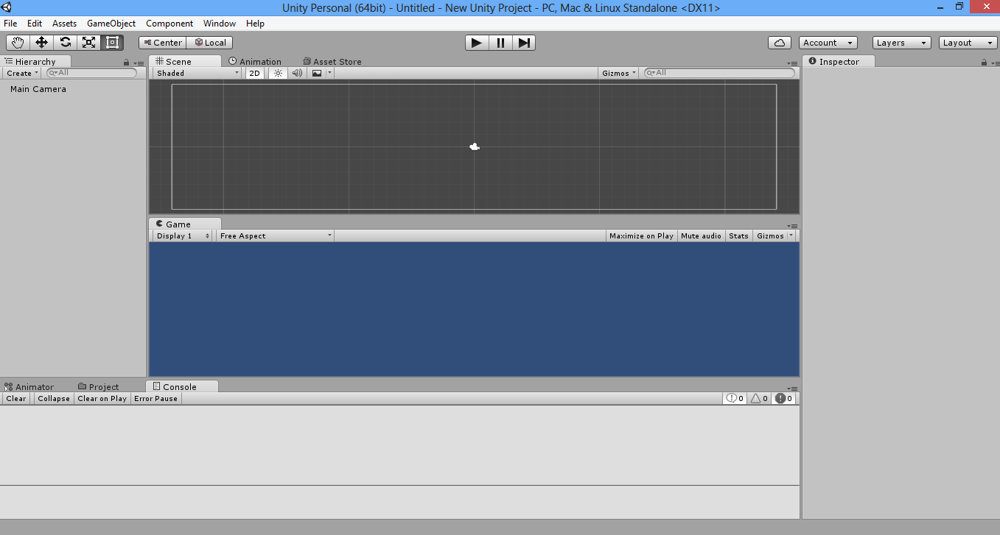 Unity Personal (64bit) - Untitled - New Unity Project - PC, Mac & Linux Standalone <DX11>
File Edit Assets GameObject Component Window Help
Center Local Account Layers Layout
Hierarchy Scene Animation Asset Store Inspector
Create All Shaded 2D Gizmos All
Main Camera
Game
Display 1 Free Aspect Maximize on Play Mute audio Stats Gizmos
Animator Project Console
Clear Collapse Clear on Play Error Pause 0 0 0